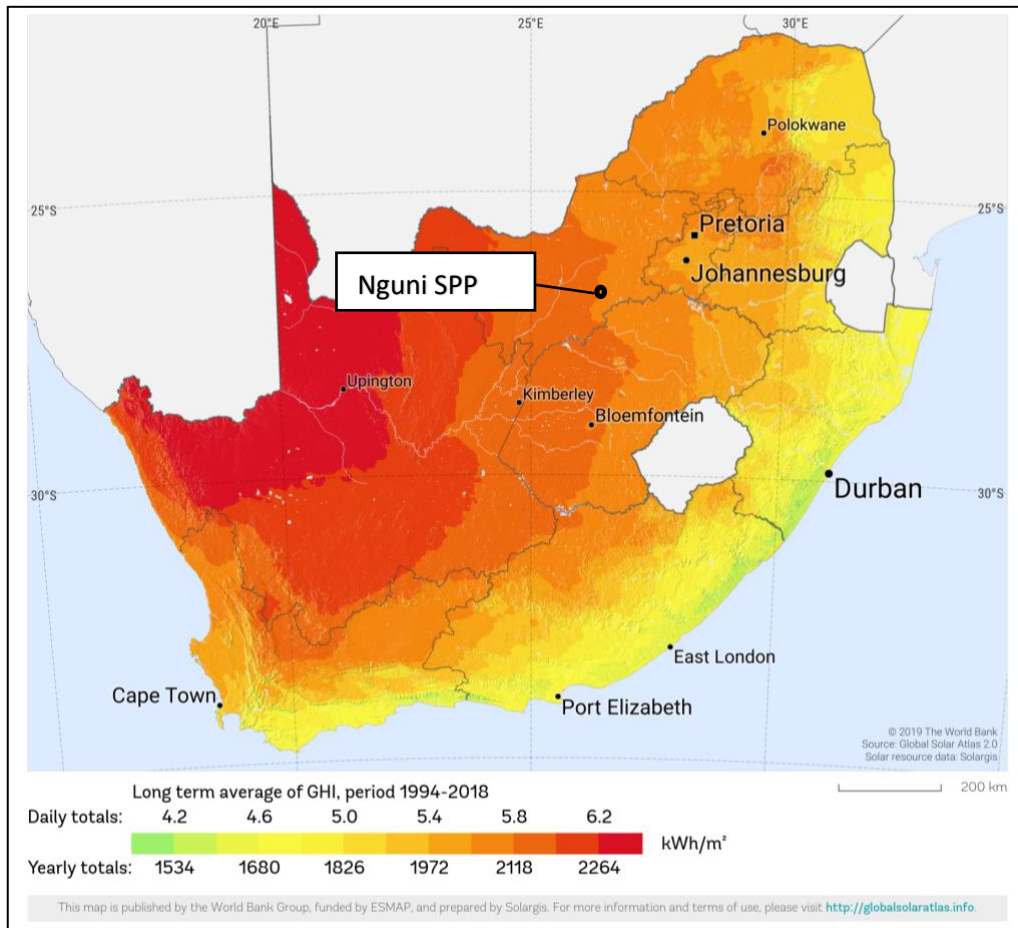 20°E 25°E 30°E
Polokwane
25°S 25°S
Pretoria
Johannesburg
Nguni SPP
Upington
Kimberley
Bloemfontein
30°S 30°S
Durban
East London
Cape Town
Port Elizabeth
© 2019 The World Bank
Source: Global Solar Atlas 2.0
Solar resource data: Solargis
200 km
Long term average of GHI, period 1994-2018
Daily totals: 4.2 4.6 5.0 5.4 5.8 6.2
kWh/m²
Yearly totals: 1534 1680 1826 1972 2118 2264
This map is published by the World Bank Group, funded by ESMAP, and prepared by Solargis. For more information and terms of use, please visit http://globalsolaratlas.info.